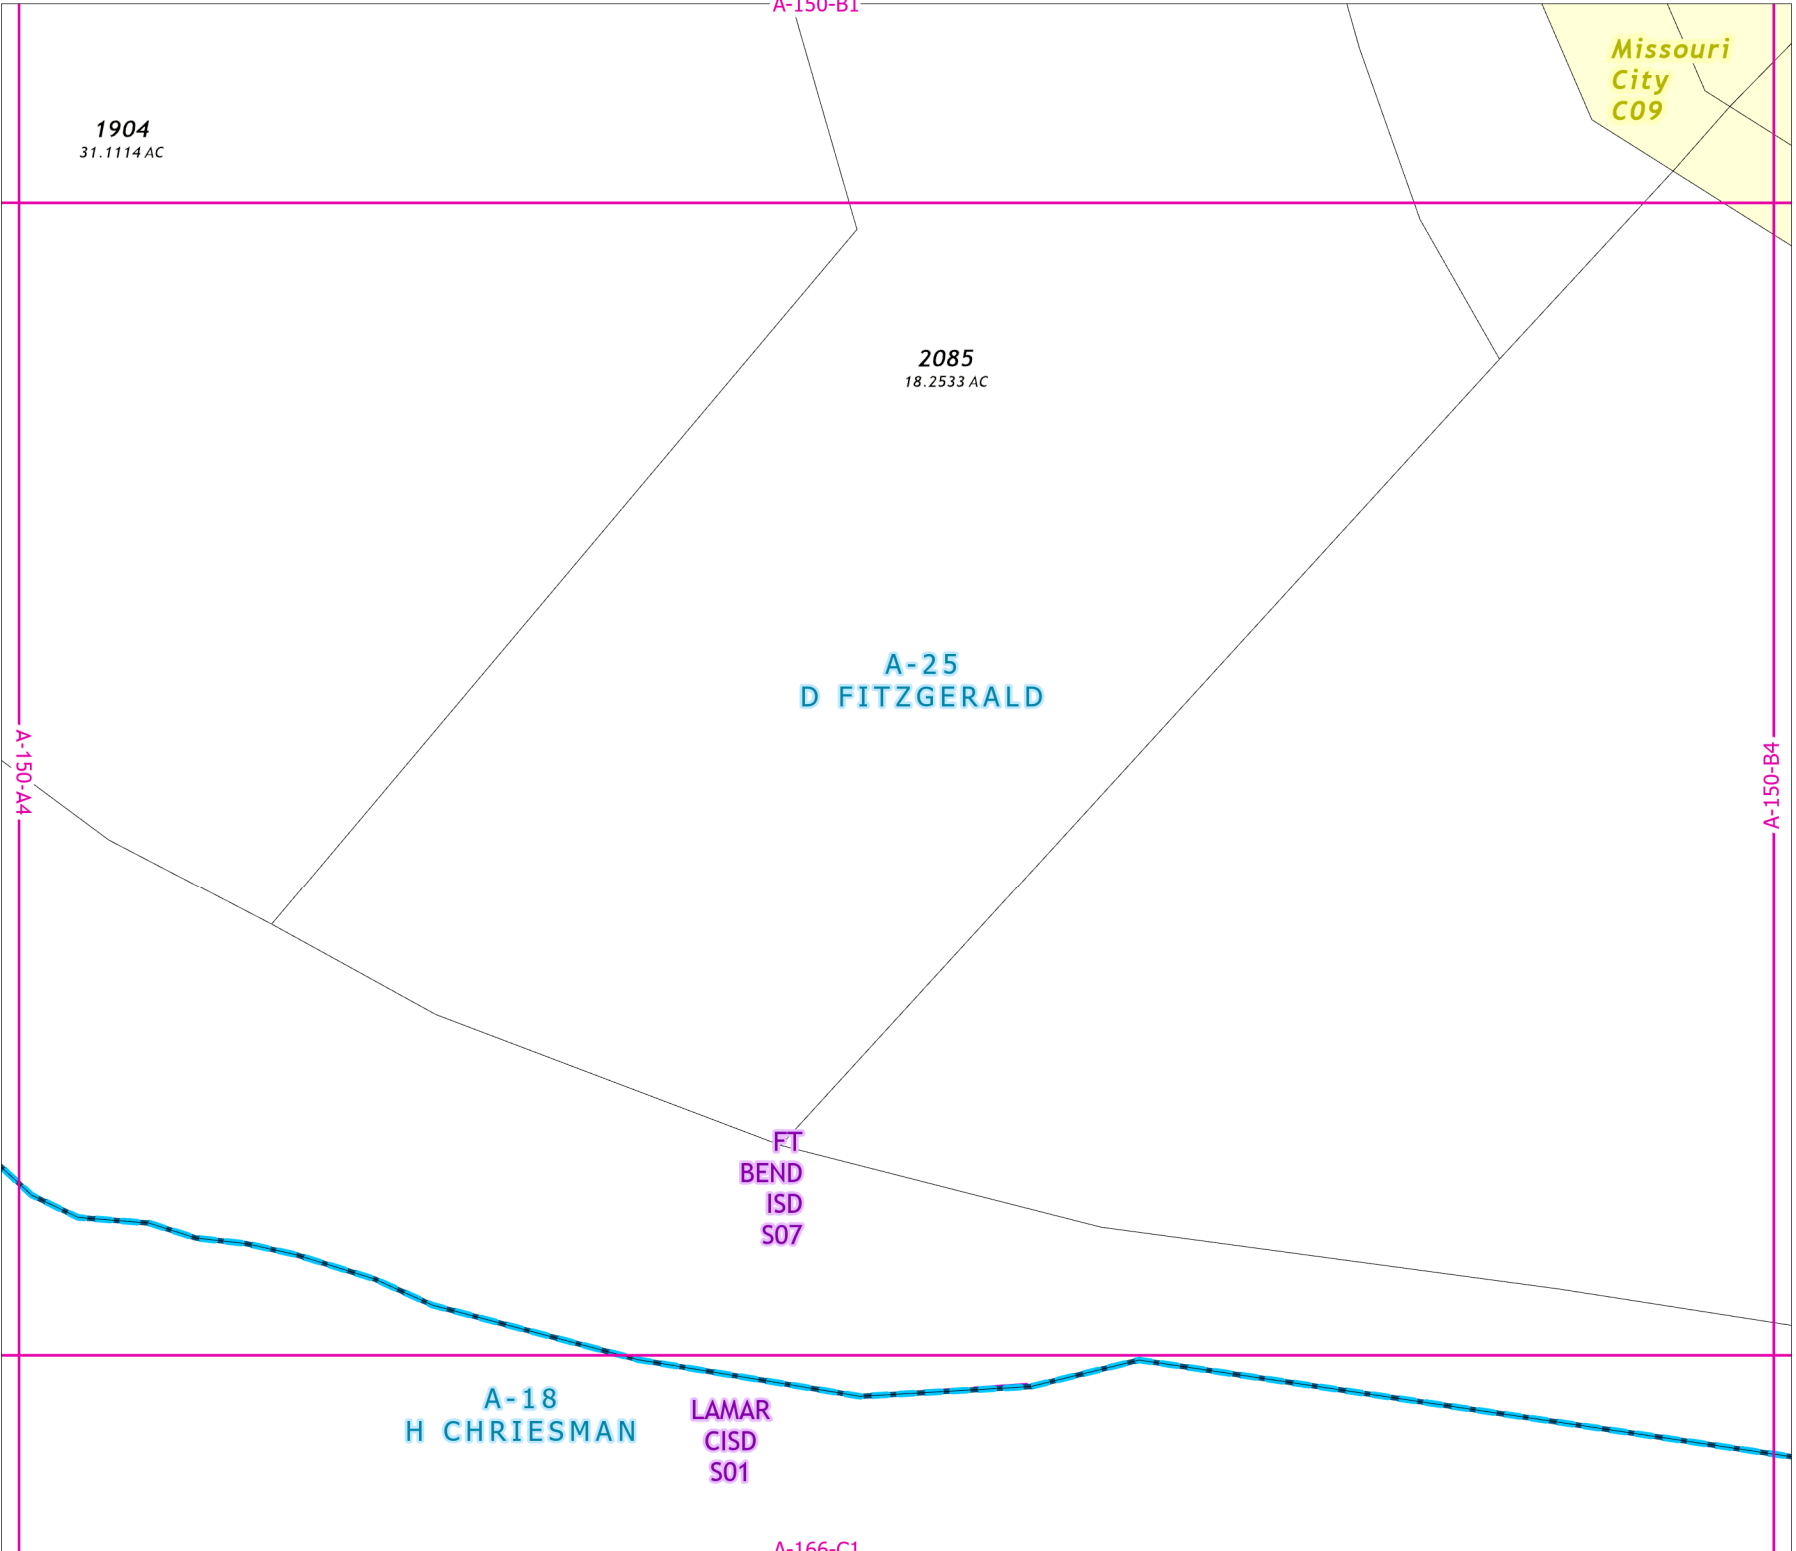 A-150-B1
Missouri
City
C09
1904
31.1114 AC
2085
18.2533 AC
A-25
D FITZGERALD
A-150-A4
A-150-B4
FT
BEND
ISD
S07
A-18
H CHRIESMAN
LAMAR
CISD
S01
A-166-C1